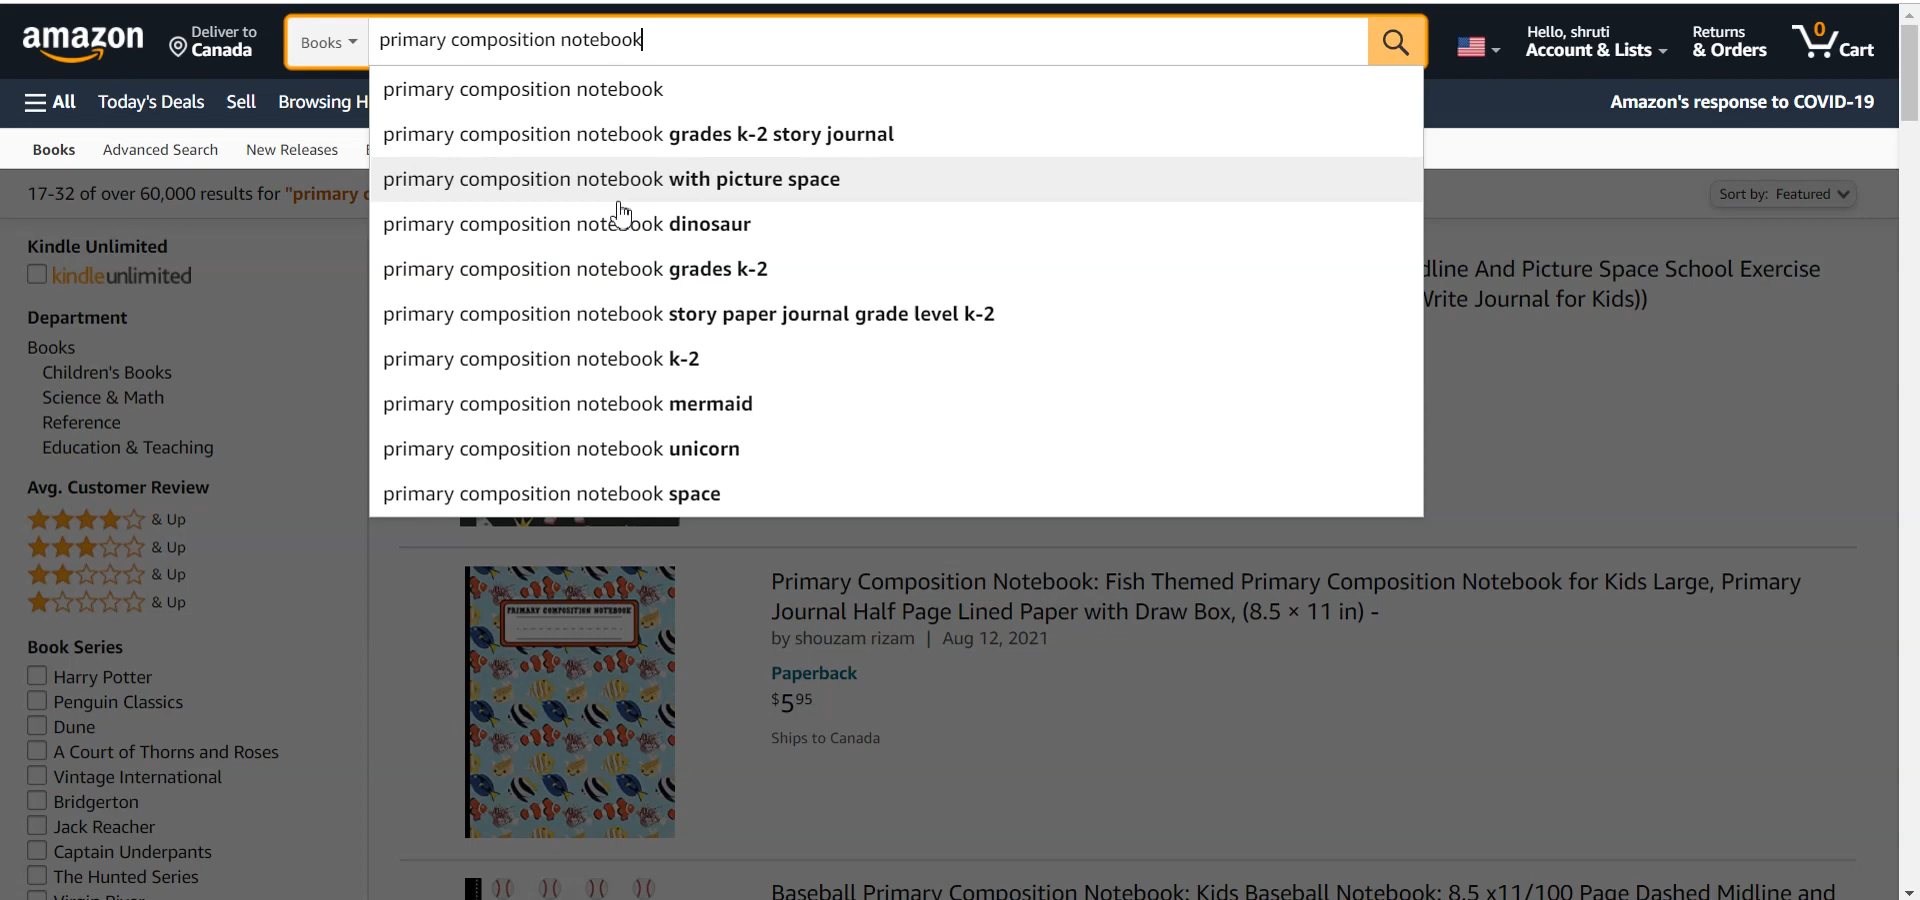 amazon
Deliver to
Canada
Books
primary composition notebook
Hello, shruti
Account & Lists
Returns
& Orders
0
Cart
All
Today's Deals
Sell
Browsing H
Amazon's response to COVID-19
Books
Advanced Search
New Releases
primary composition notebook
primary composition notebook grades k-2 story journal
primary composition notebook with picture space
primary composition notebook dinosaur
primary composition notebook grades k-2
primary composition notebook story paper journal grade level k-2
primary composition notebook k-2
primary composition notebook mermaid
primary composition notebook unicorn
primary composition notebook space
17-32 of over 60,000 results for "primary c
Sort by: Featured
Kindle Unlimited
kindleunlimited
Department
Books
Children's Books
Science & Math
Reference
Education & Teaching
Avg. Customer Review
& Up
& Up
& Up
& Up
Book Series
Harry Potter
Penguin Classics
Dune
A Court of Thorns and Roses
Vintage International
Bridgerton
Jack Reacher
Captain Underpants
The Hunted Series
Virgin River
dline And Picture Space School Exercise
Write Journal for Kids))
PRIMARY COMPOSITION NOTEBOOK
Primary Composition Notebook: Fish Themed Primary Composition Notebook for Kids Large, Primary
Journal Half Page Lined Paper with Draw Box, (8.5 × 11 in) -
by shouzam rizam | Aug 12, 2021
Paperback
$5.95
Ships to Canada
Baseball Primary Composition Notebook: Kids Baseball Notebook: 8.5 x11/100 Page Dashed Midline and